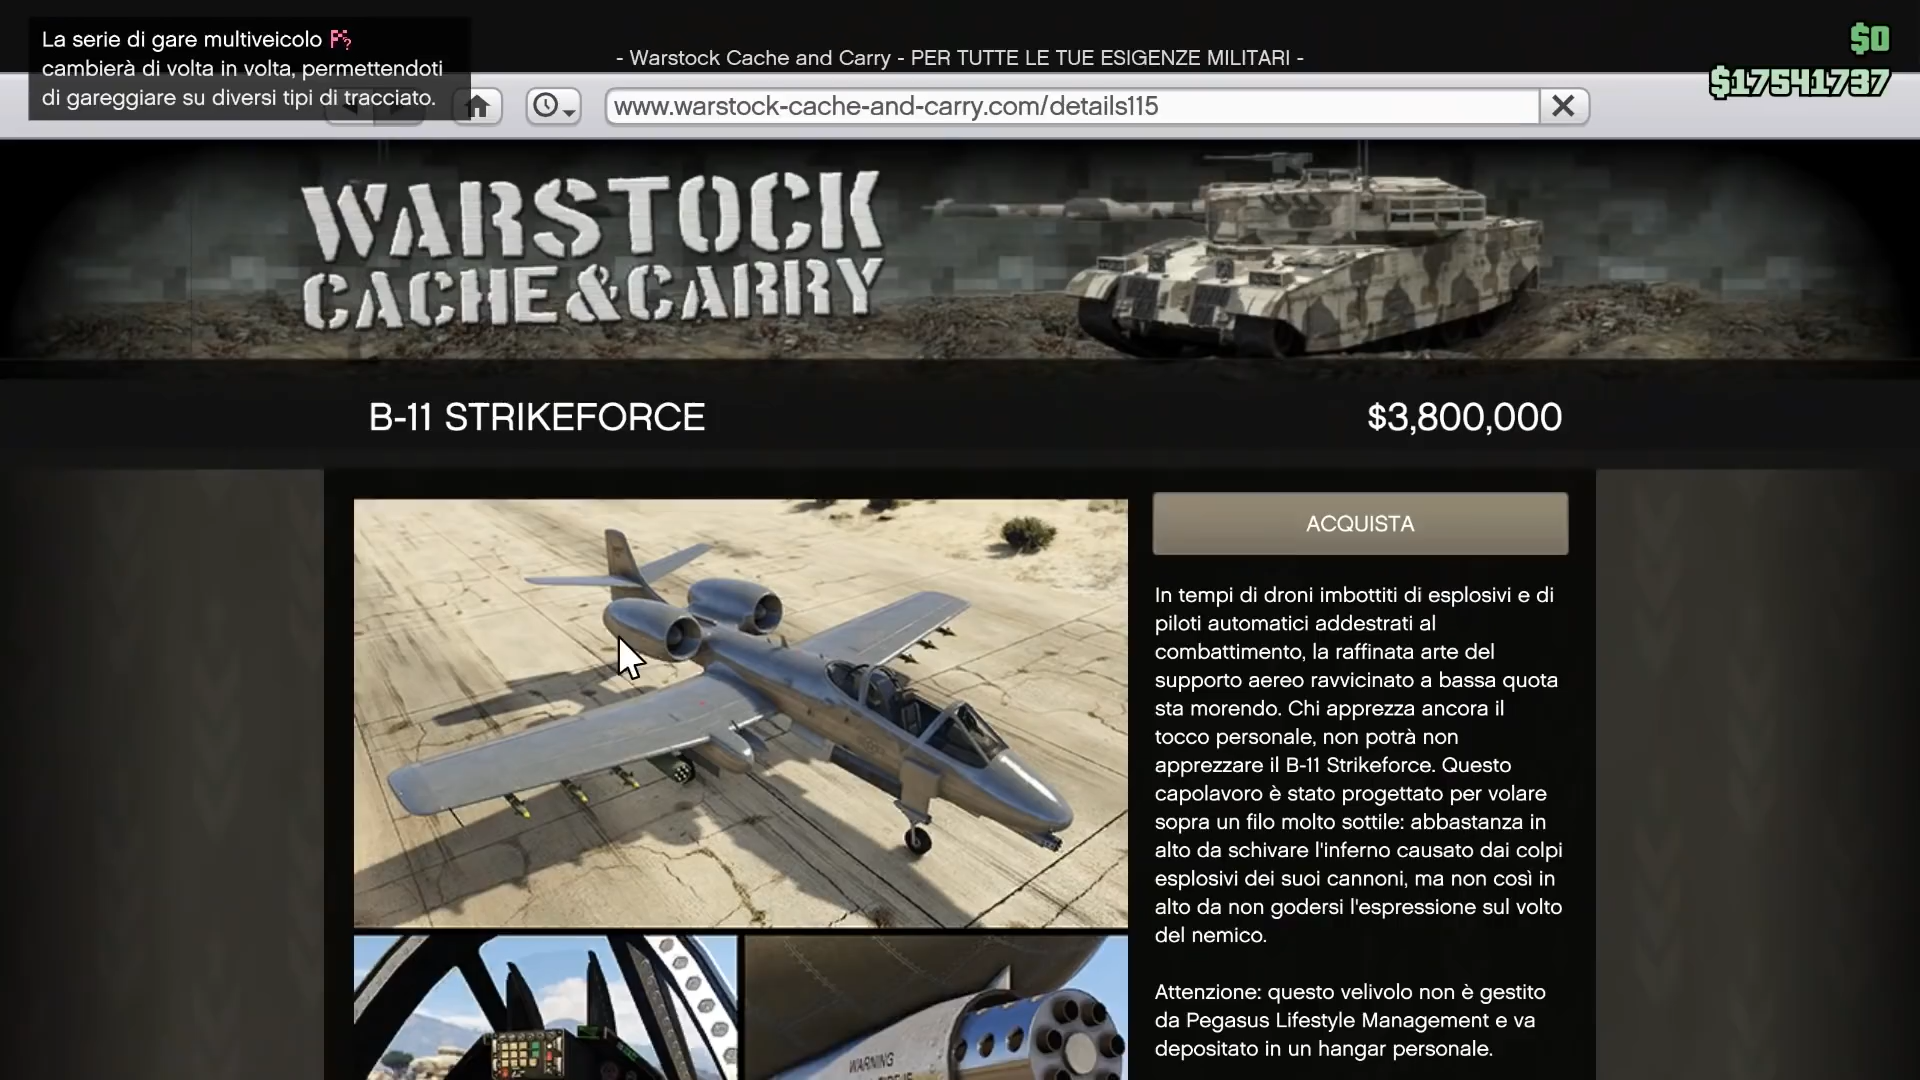 La serie di gare multiveicolo
cambierà di volta in volta, permettendoti
di gareggiare su diversi tipi di tracciato.
- Warstock Cache and Carry - PER TUTTE LE TUE ESIGENZE MILITARI -
$0
$17541737
www.warstock-cache-and-carry.com/details115
WARSTOCK
CACHE&CARRY
B-11 STRIKEFORCE
$3,800,000
ACQUISTA
In tempi di droni imbottiti di esplosivi e di
piloti automatici addestrati al
combattimento, la raffinata arte del
supporto aereo ravvicinato a bassa quota
sta morendo. Chi apprezza ancora il
tocco personale, non potrà non
apprezzare il B-11 Strikeforce. Questo
capolavoro è stato progettato per volare
sopra un filo molto sottile: abbastanza in
alto da schivare l'inferno causato dai colpi
esplosivi dei suoi cannoni, ma non così in
alto da non godersi l'espressione sul volto
del nemico.
Attenzione: questo velivolo non è gestito
da Pegasus Lifestyle Management e va
depositato in un hangar personale.
WARNING